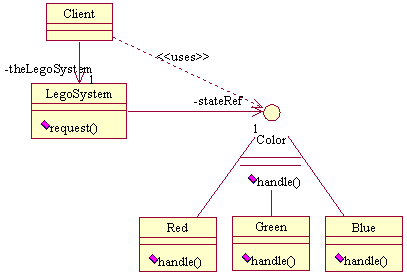 Client
<<uses>>
-theLegoSystem
1
LegoSystem
-stateRef
request()
1
Color
handle()
Red
Green
Blue
handle()
handle()
handle()